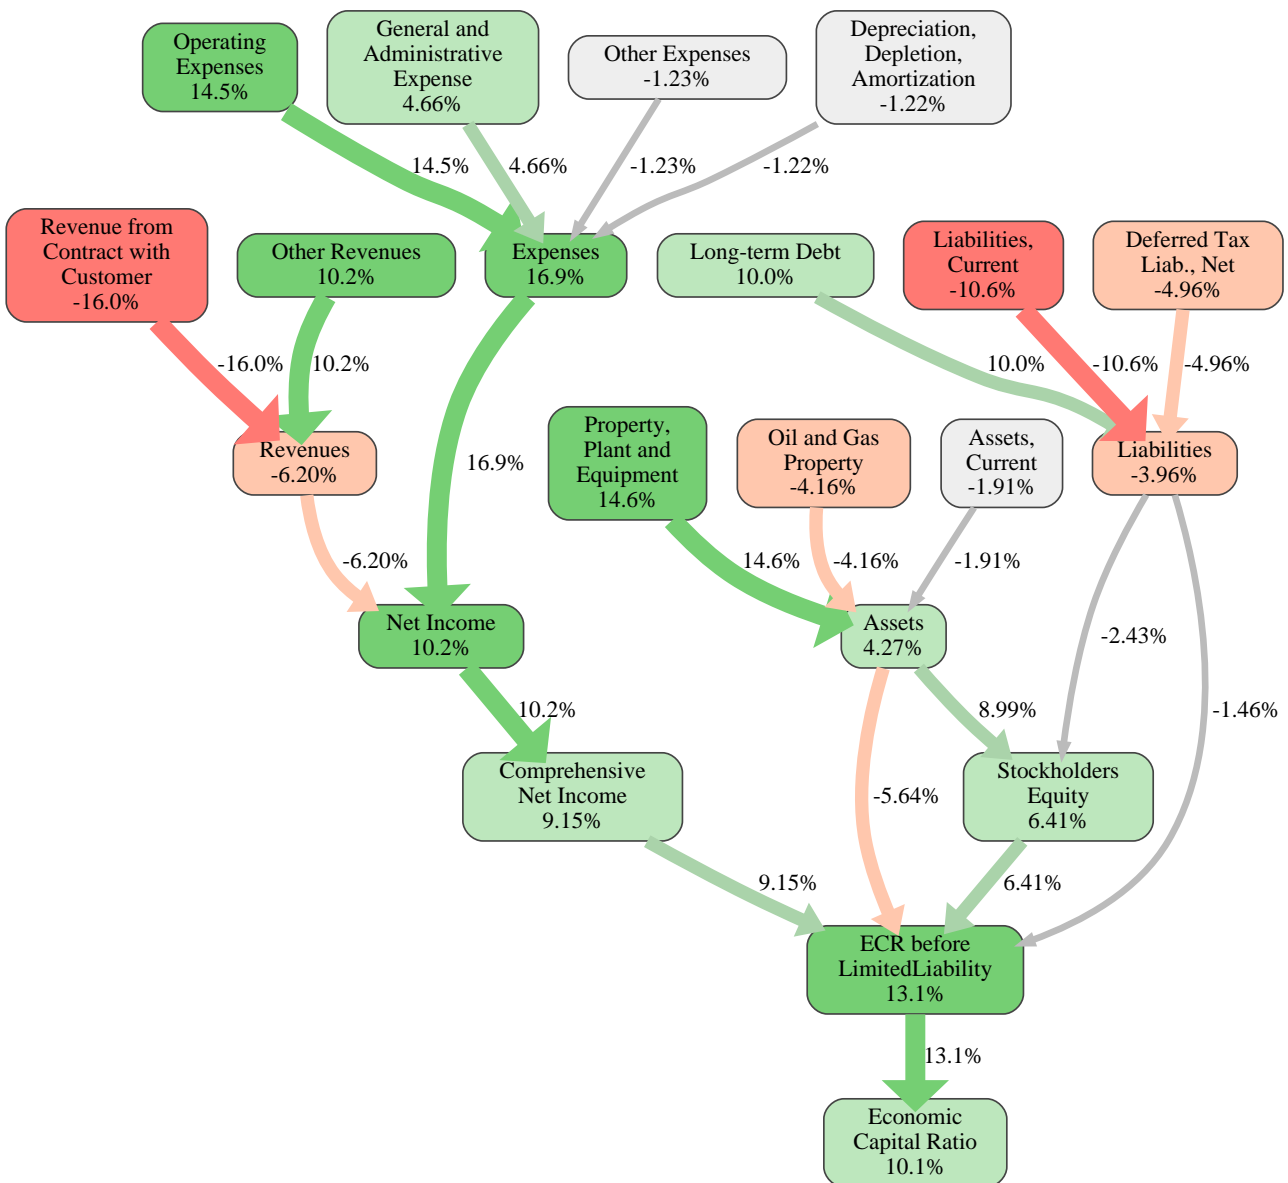 Operating
Expenses
14.5%
General and
Administrative
Expense
4.66%
Other Expenses
-1.23%
Depreciation,
Depletion,
Amortization
-1.22%
14.5%
4.66%
-1.23%
-1.22%
Revenue from
Contract with
Customer
-16.0%
Other Revenues
10.2%
Expenses
16.9%
Long-term Debt
10.0%
Liabilities,
Current
-10.6%
Deferred Tax
Liab., Net
-4.96%
-16.0%
10.2%
10.0%
-10.6%
-4.96%
Revenues
-6.20%
16.9%
Property,
Plant and
Equipment
14.6%
Oil and Gas
Property
-4.16%
Assets,
Current
-1.91%
Liabilities
-3.96%
-6.20%
14.6%
-4.16%
-1.91%
Net Income
10.2%
Assets
4.27%
-2.43%
10.2%
8.99%
-1.46%
Comprehensive
Net Income
9.15%
-5.64%
Stockholders
Equity
6.41%
9.15%
6.41%
ECR before
LimitedLiability
13.1%
13.1%
Economic
Capital Ratio
10.1%